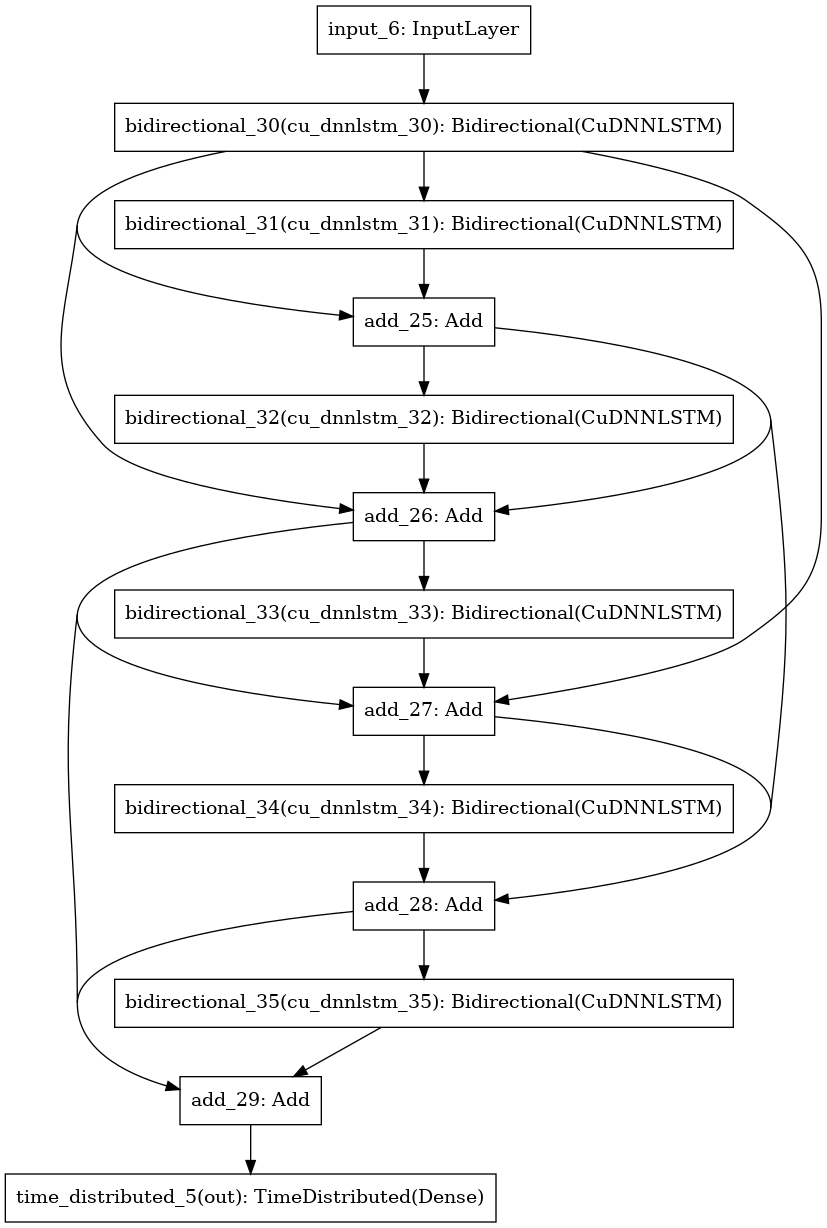 input_6: InputLayer
bidirectional_30(cu_dnnlstm_30): Bidirectional(CuDNNLSTM)
bidirectional_31(cu_dnnlstm_31): Bidirectional(CuDNNLSTM)
add_25: Add
bidirectional_32(cu_dnnlstm_32): Bidirectional(CuDNNLSTM)
add_26: Add
bidirectional_33(cu_dnnlstm_33): Bidirectional(CuDNNLSTM)
add_27: Add
bidirectional_34(cu_dnnlstm_34): Bidirectional(CuDNNLSTM)
add_28: Add
bidirectional_35(cu_dnnlstm_35): Bidirectional(CuDNNLSTM)
add_29: Add
time_distributed_5(out): TimeDistributed(Dense)